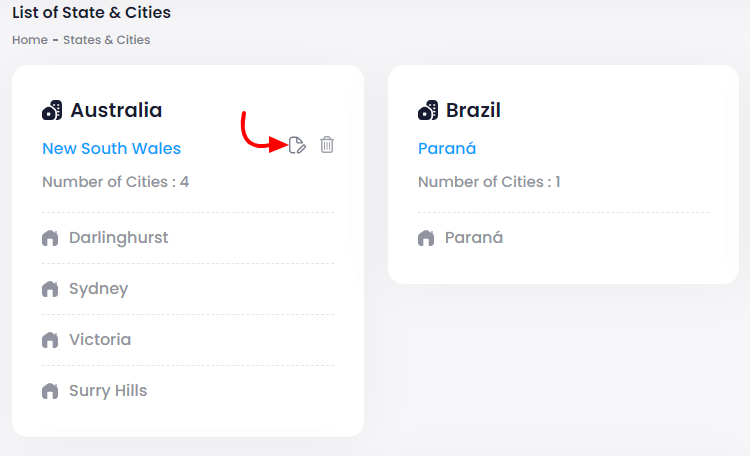 List of State & Cities
Home - States & Cities
Australia
New South Wales
Number of Cities : 4
Darlinghurst
Sydney
Victoria
Surry Hills
Brazil
Paraná
Number of Cities : 1
Paraná